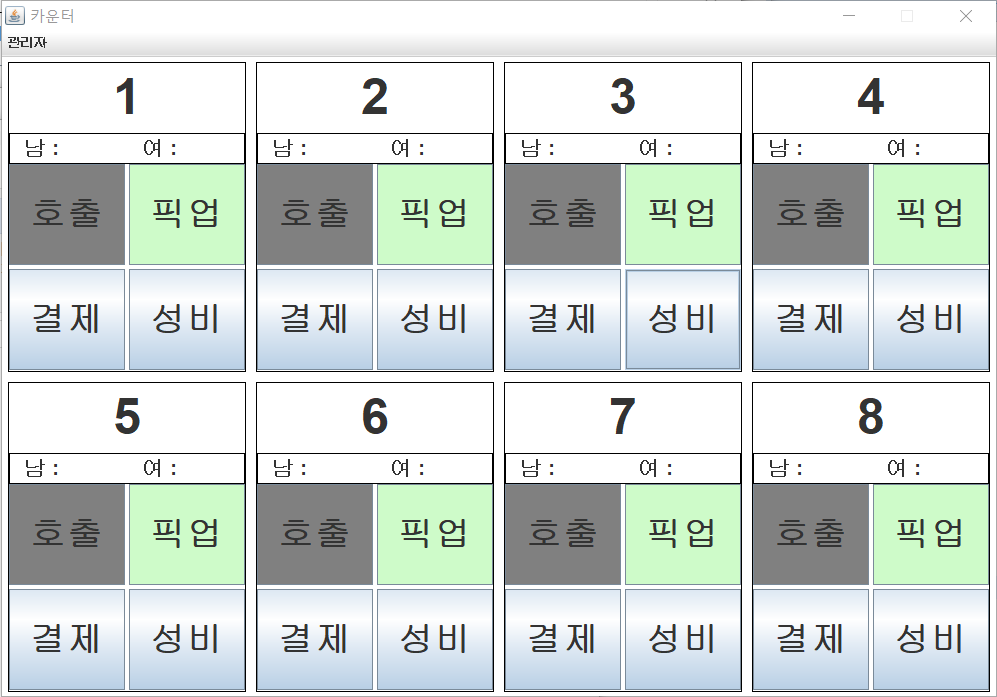 카운터
관리자
1 2 3 4
남 : 여 : 남 : 여 : 남 : 여 : 남 : 여 :
호출 픽업 호출 픽업 호출 픽업 호출 픽업
결제 성비 결제 성비 결제 성비 결제 성비
5 6 7 8
남 : 여 : 남 : 여 : 남 : 여 : 남 : 여 :
호출 픽업 호출 픽업 호출 픽업 호출 픽업
결제 성비 결제 성비 결제 성비 결제 성비